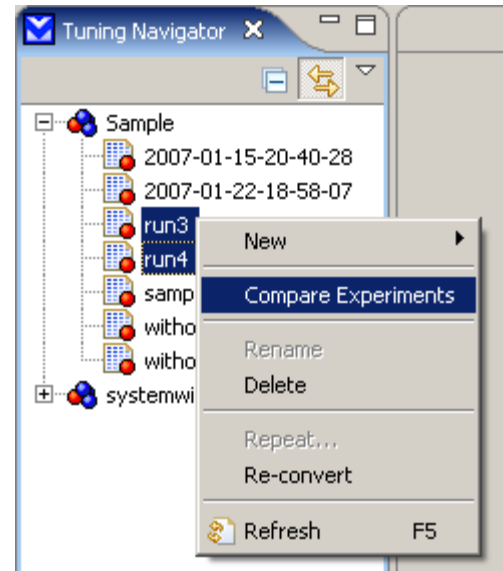 Tuning Navigator
Sample
2007-01-15-20-40-28
2007-01-22-18-58-07
run3
New
run4
Compare Experiments
samp
witho
Rename
witho
Delete
systemwi
Repeat...
Re-convert
Refresh F5